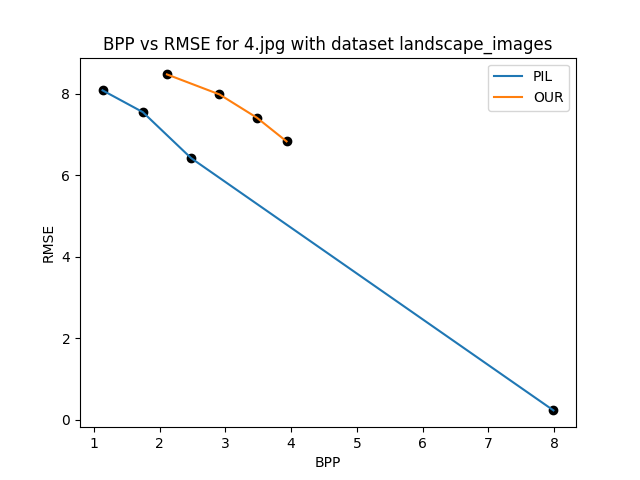 BPP vs RMSE for 4.jpg with dataset landscape_images
PIL
OUR
8
6
4
2
0
RMSE
1 2 3 4 5 6 7 8
BPP